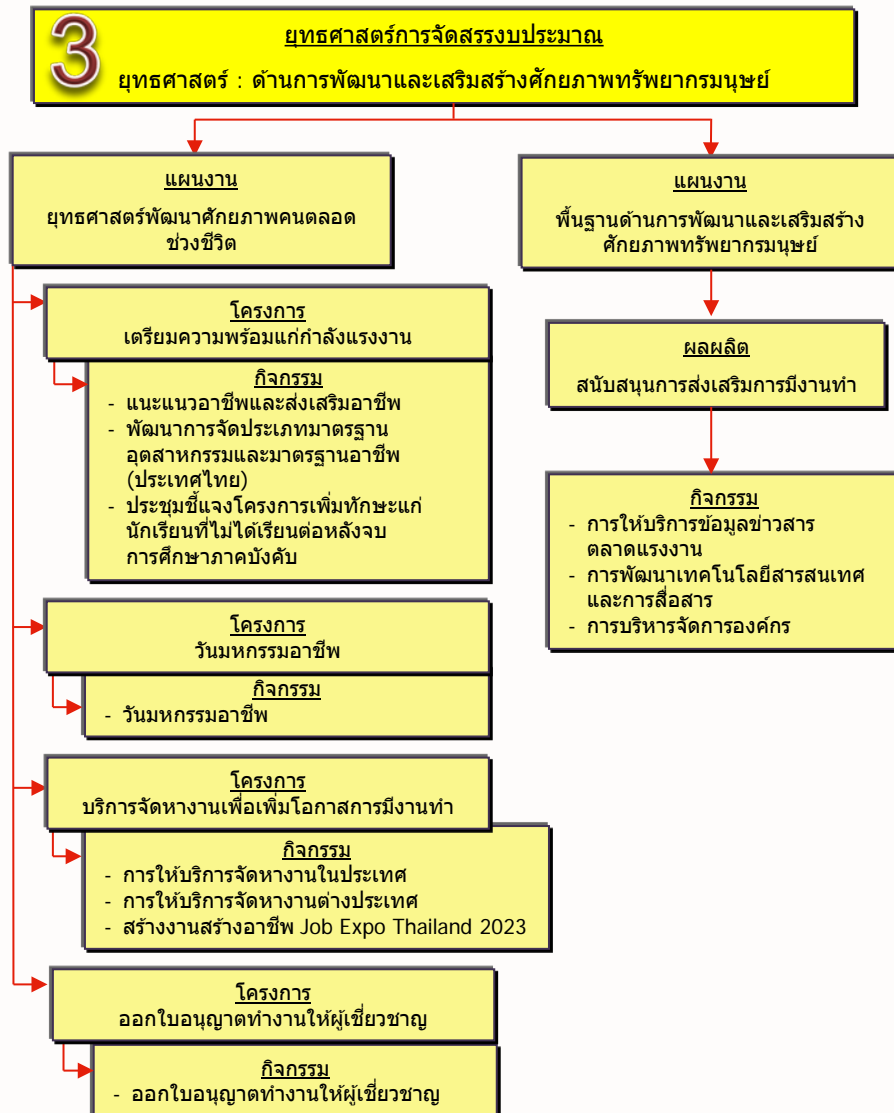 3
ยุทธศาสตร์การจัดสรรงบประมาณ
ยุทธศาสตร์ : ด้านการพัฒนาและเสริมสร้างศักยภาพทรัพยากรมนุษย์
แผนงาน
ยุทธศาสตร์พัฒนาศักยภาพคนตลอด
ช่วงชีวิต
โครงการ
เตรียมความพร้อมแก่กำลังแรงงาน
กิจกรรม
- แนะแนวอาชีพและส่งเสริมอาชีพ
- พัฒนาการจัดประเภทมาตรฐาน
อุตสาหกรรมและมาตรฐานอาชีพ
(ประเทศไทย)
- ประชุมชี้แจงโครงการเพิ่มทักษะแก่
นักเรียนที่ไม่ได้เรียนต่อหลังจบ
การศึกษาภาคบังคับ
โครงการ
วันมหกรรมอาชีพ
กิจกรรม
- วันมหกรรมอาชีพ
โครงการ
บริการจัดหางานเพื่อเพิ่มโอกาสการมีงานทำ
กิจกรรม
- การให้บริการจัดหางานในประเทศ
- การให้บริการจัดหางานต่างประเทศ
- สร้างงานสร้างอาชีพ Job Expo Thailand 2023
โครงการ
ออกใบอนุญาตทำงานให้ผู้เชี่ยวชาญ
กิจกรรม
- ออกใบอนุญาตทำงานให้ผู้เชี่ยวชาญ
แผนงาน
พื้นฐานด้านการพัฒนาและเสริมสร้าง
ศักยภาพทรัพยากรมนุษย์
ผลผลิต
สนับสนุนการส่งเสริมการมีงานทำ
กิจกรรม
- การให้บริการข้อมูลข่าวสาร
ตลาดแรงงาน
- การพัฒนาเทคโนโลยีสารสนเทศ
และการสื่อสาร
- การบริหารจัดการองค์กร